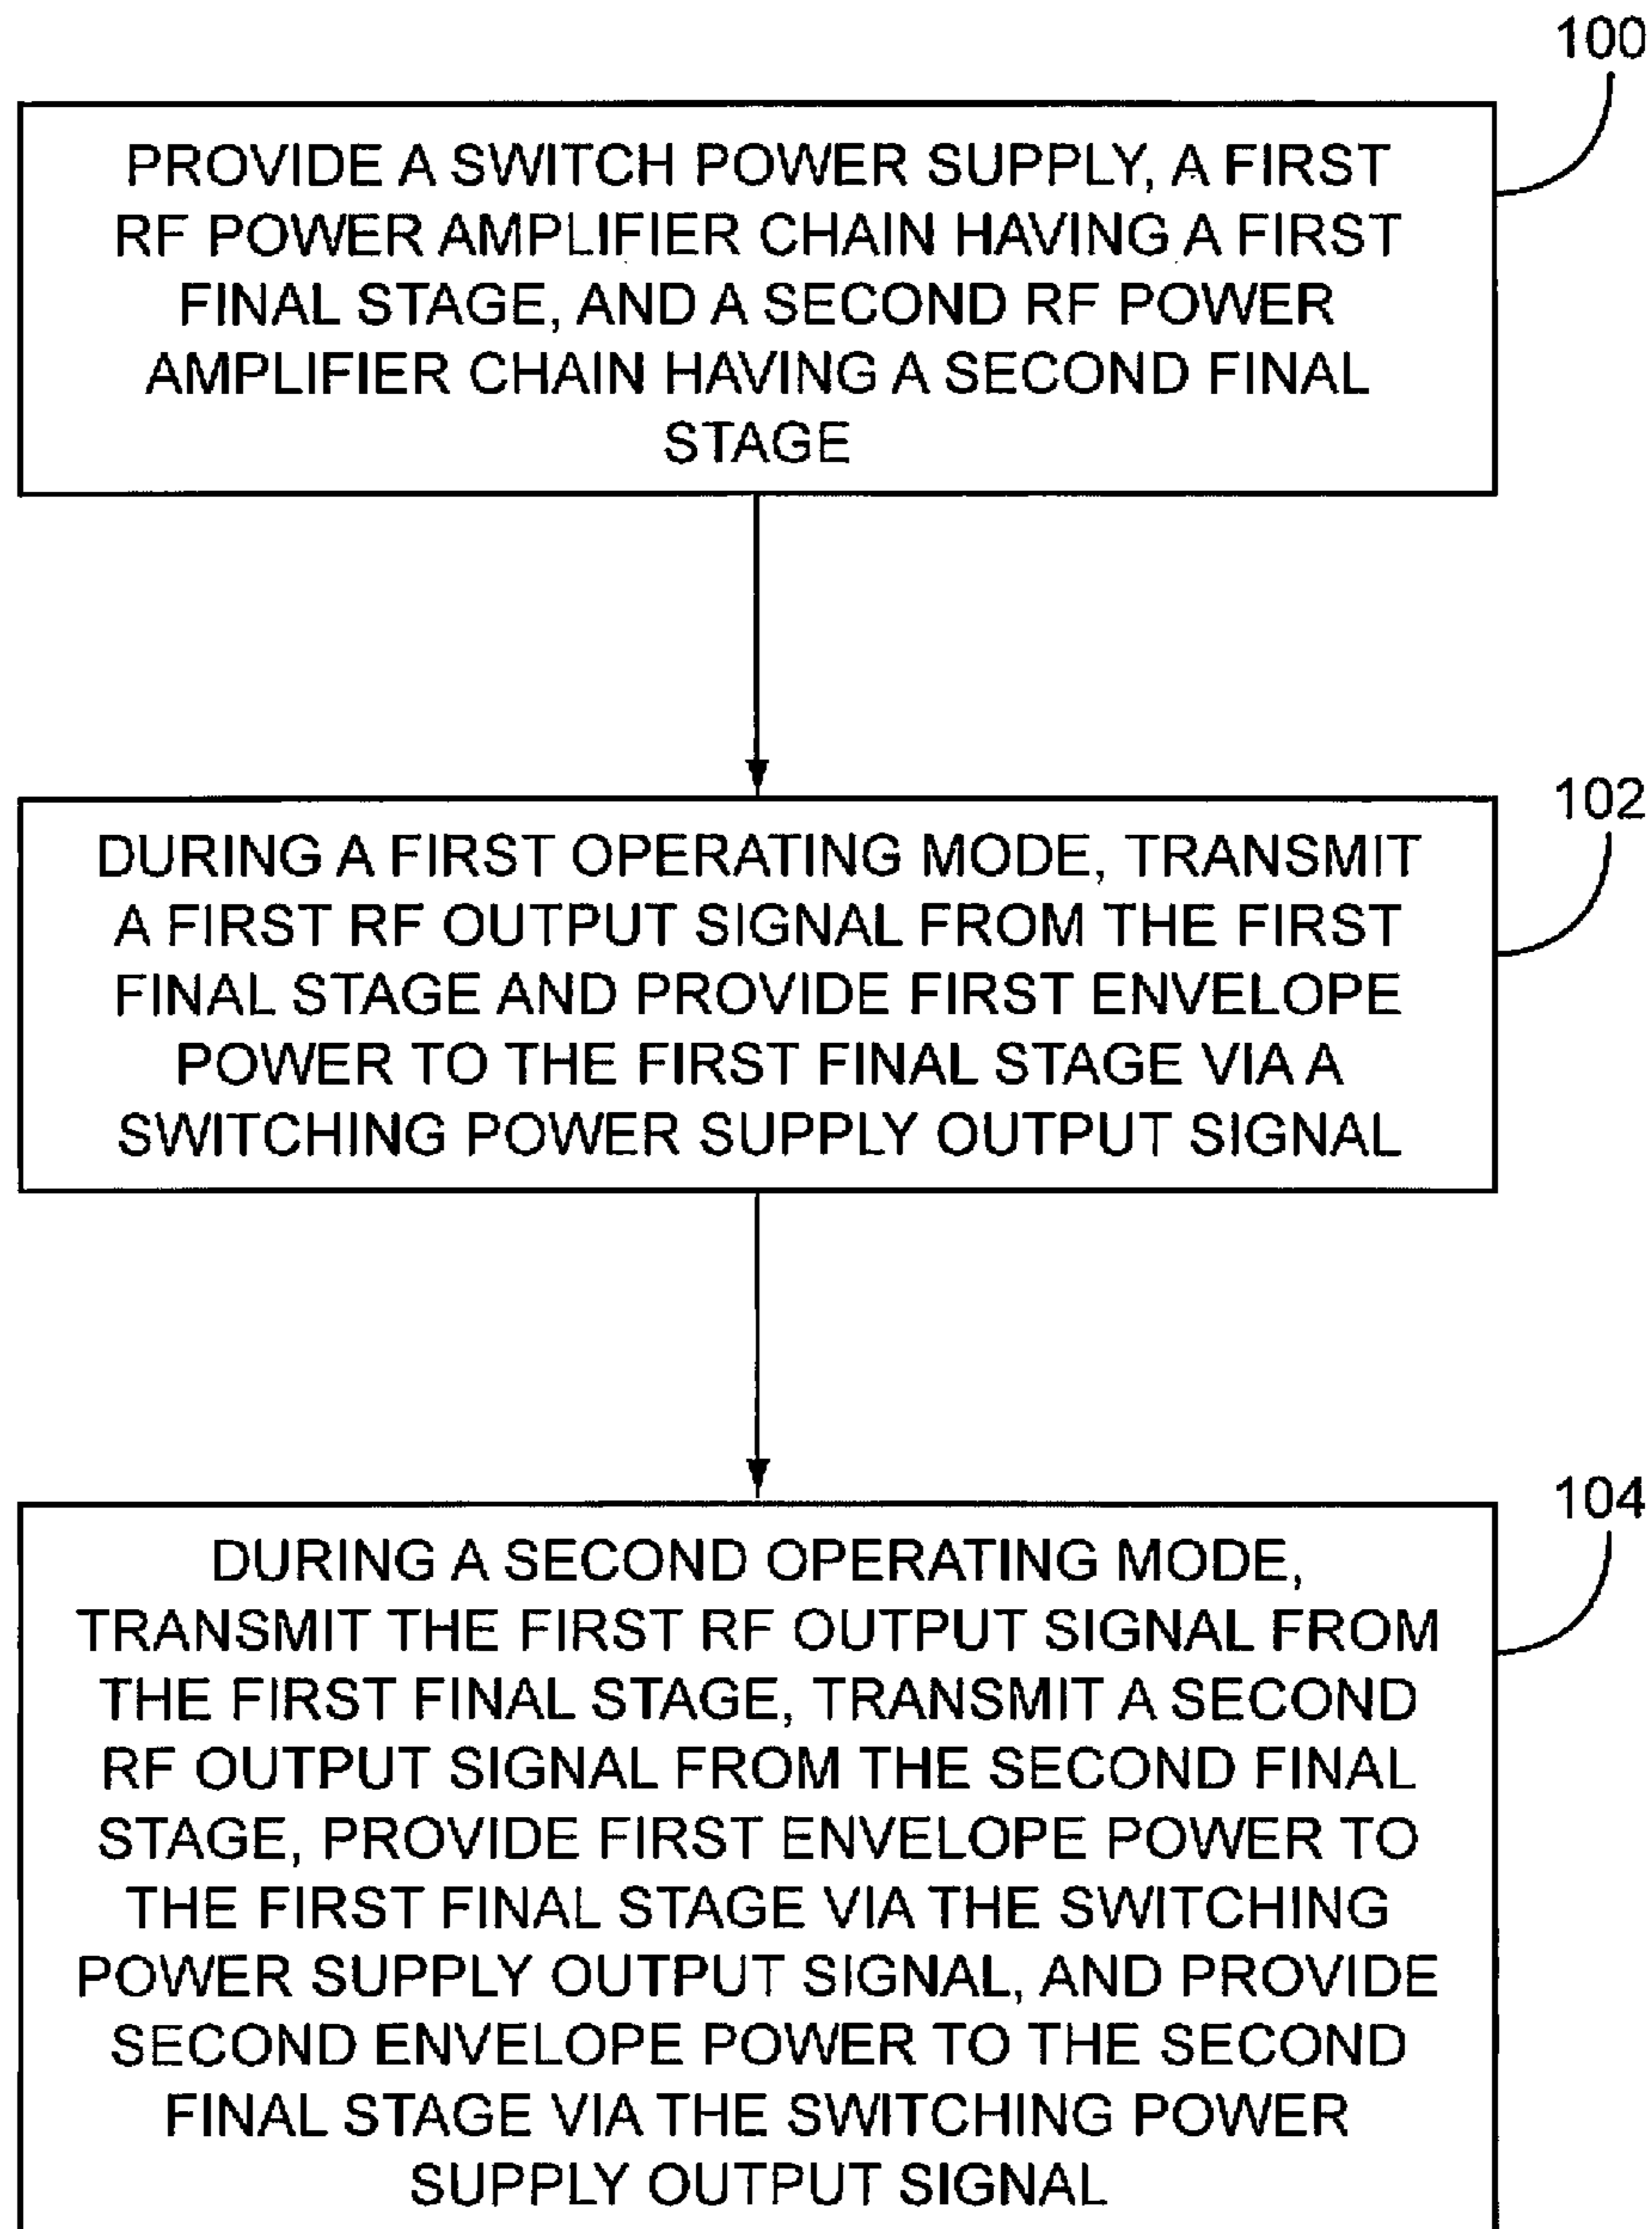 100
PROVIDE A SWITCH POWER SUPPLY, A FIRST
RF POWER AMPLIFIER CHAIN HAVING A FIRST
FINAL STAGE, AND A SECOND RF POWER
AMPLIFIER CHAIN HAVING A SECOND FINAL
STAGE
102
DURING A FIRST OPERATING MODE, TRANSMIT
A FIRST RF OUTPUT SIGNAL FROM THE FIRST
FINAL STAGE AND PROVIDE FIRST ENVELOPE
POWER TO THE FIRST FINAL STAGE VIA A
SWITCHING POWER SUPPLY OUTPUT SIGNAL
104
DURING A SECOND OPERATING MODE,
TRANSMIT THE FIRST RF OUTPUT SIGNAL FROM
THE FIRST FINAL STAGE, TRANSMIT A SECOND
RF OUTPUT SIGNAL FROM THE SECOND FINAL
STAGE, PROVIDE FIRST ENVELOPE POWER TO
THE FIRST FINAL STAGE VIA THE SWITCHING
POWER SUPPLY OUTPUT SIGNAL, AND PROVIDE
SECOND ENVELOPE POWER TO THE SECOND
FINAL STAGE VIA THE SWITCHING POWER
SUPPLY OUTPUT SIGNAL